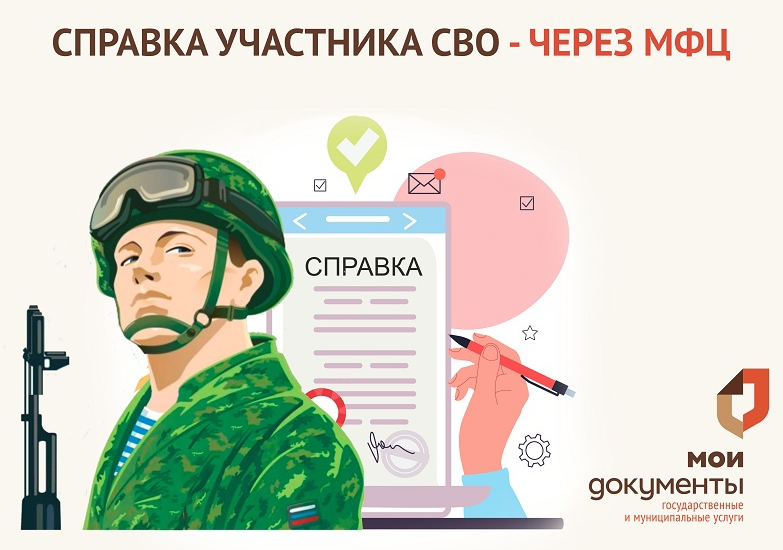 СПРАВКА УЧАСТНИКА СВО - ЧЕРЕЗ МФЦ
СПРАВКА
МОИ
ДОКУМЕНТЫ
государственные
и муниципальные услуги